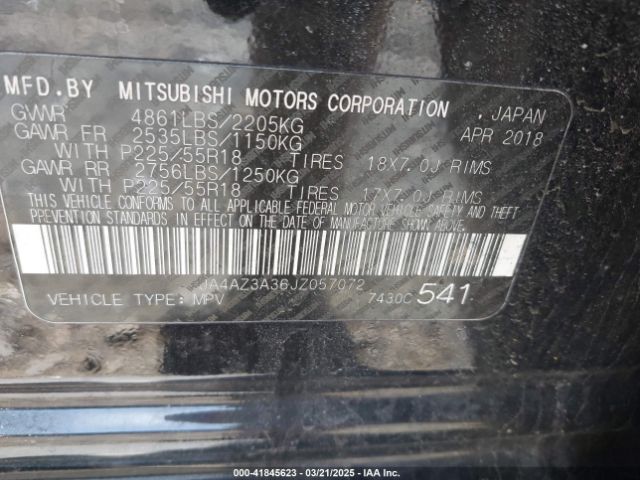 MFD.BY MITSUBISHI MOTORS CORPORATION , JAPAN
GVWR 4861LBS/2205KG APR 2018
GAWR FR 2535LBS/1150KG
WITH P225/55R18 TIRES 18X7.0J RIMS
GAWR RR 2756LBS/1250KG
WITH P225/55R18 TIRES 17X7.0J RIMS
THIS VEHICLE CONFORMS TO ALL APPLICABLE FEDERAL MOTOR VEHICLE SAFETY AND THEFT
PREVENTION STANDARDS IN EFFECT ON THE DATE OF MANUFACTURE SHOWN ABOVE.
JA4AZ3A36JZ057072
VEHICLE TYPE: MPV 7430C 541
000-41845623 - 03/21/2025 - IAA Inc.